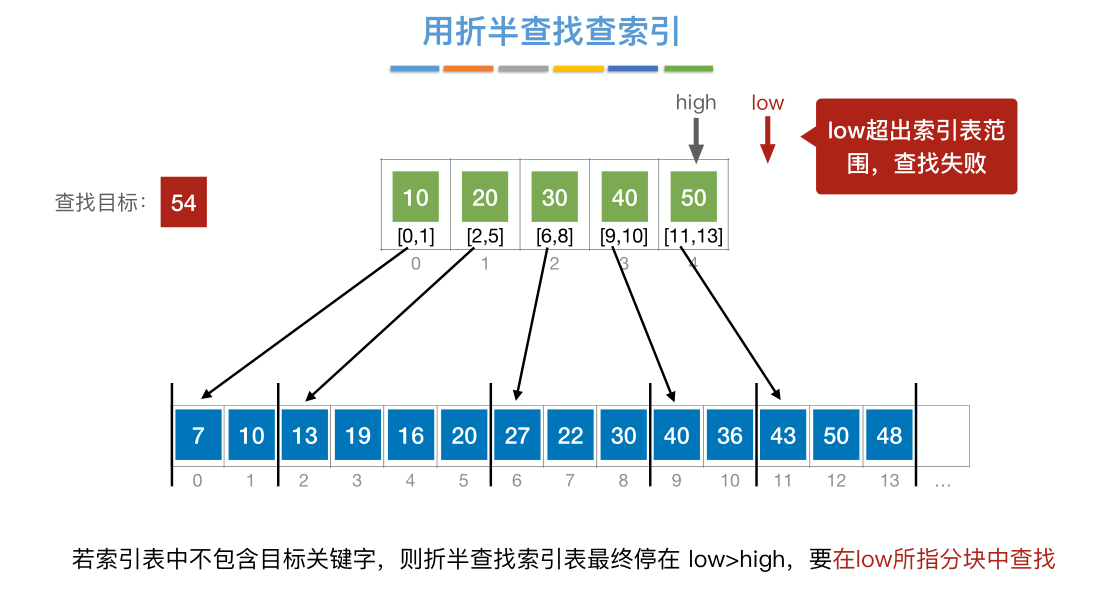 用折半查找查索引
high low
low超出索引表范
围，查找失败
查找目标： 54
10 20 30 40 50
[0,1] [2,5] [6,8] [9,10] [11,13]
0 1 2 3 4
7 10 13 19 16 20 27 22 30 40 36 43 50 48
0 1 2 3 4 5 6 7 8 9 10 11 12 13 …
若索引表中不包含目标关键字，则折半查找索引表最终停在 low>high，要在low所指分块中查找